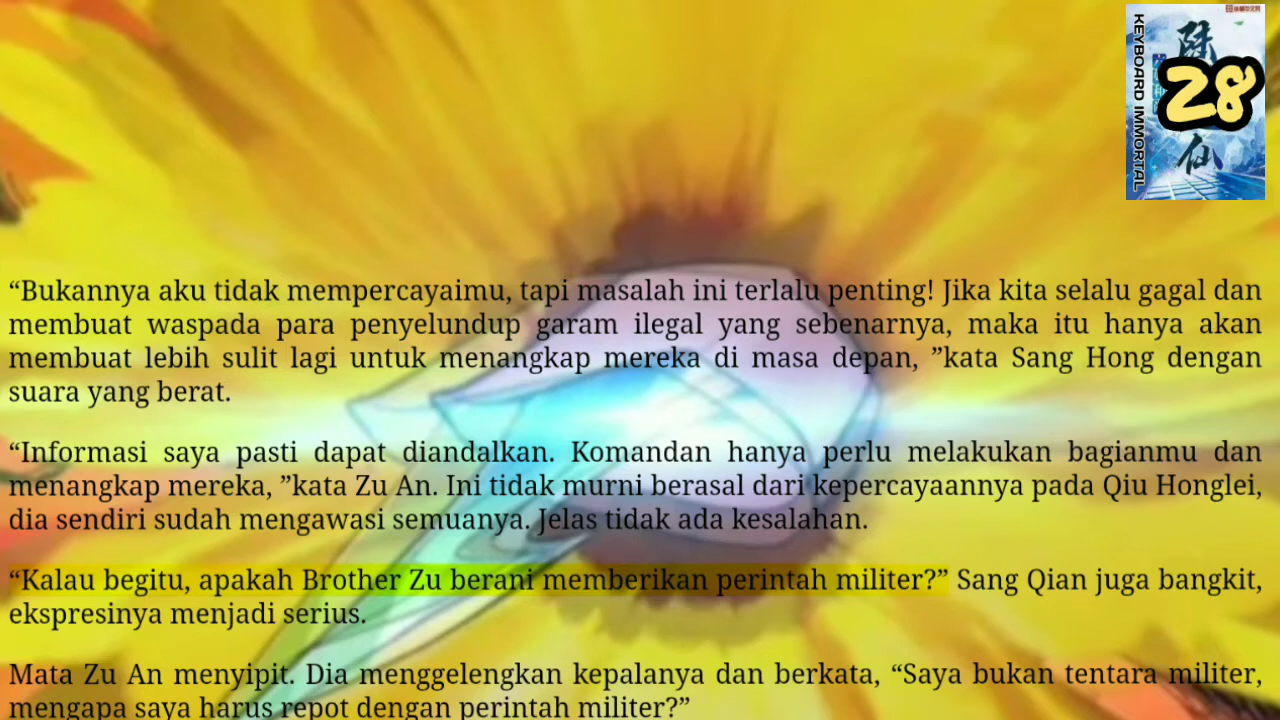 陆
28
仙
KEYBOARD IMMORTAL
“Bukannya aku tidak mempercayaimu, tapi masalah ini terlalu penting! Jika kita selalu gagal dan
membuat waspada para penyelundup garam ilegal yang sebenarnya, maka itu hanya akan
membuat lebih sulit lagi untuk menangkap mereka di masa depan, ”kata Sang Hong dengan
suara yang berat.
“Informasi saya pasti dapat diandalkan. Komandan hanya perlu melakukan bagianmu dan
menangkap mereka, ”kata Zu An. Ini tidak murni berasal dari kepercayaannya pada Qiu Honglei,
dia sendiri sudah mengawasi semuanya. Jelas tidak ada kesalahan.
“Kalau begitu, apakah Brother Zu berani memberikan perintah militer?” Sang Qian juga bangkit,
ekspresinya menjadi serius.
Mata Zu An menyipit. Dia menggelengkan kepalanya dan berkata, “Saya bukan tentara militer,
mengapa saya harus repot dengan perintah militer?”